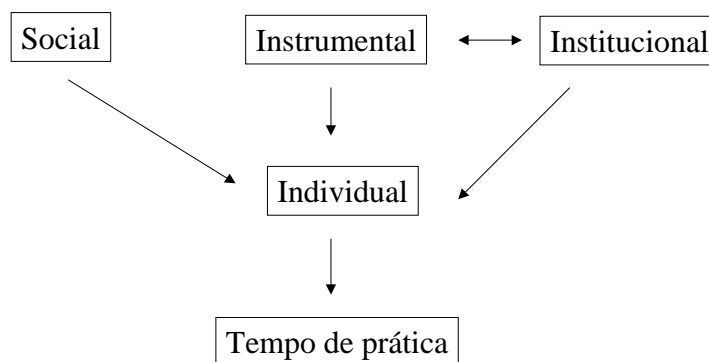 Social
Instrumental
Institucional
Individual
Tempo de prática